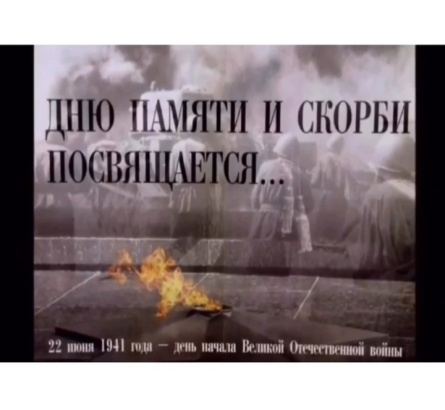 ДНЮ ПАМЯТИ И СКОРБИ
ПОСВЯЩАЕТСЯ...
22 июня 1941 года – день начала Великой Отечественной войны